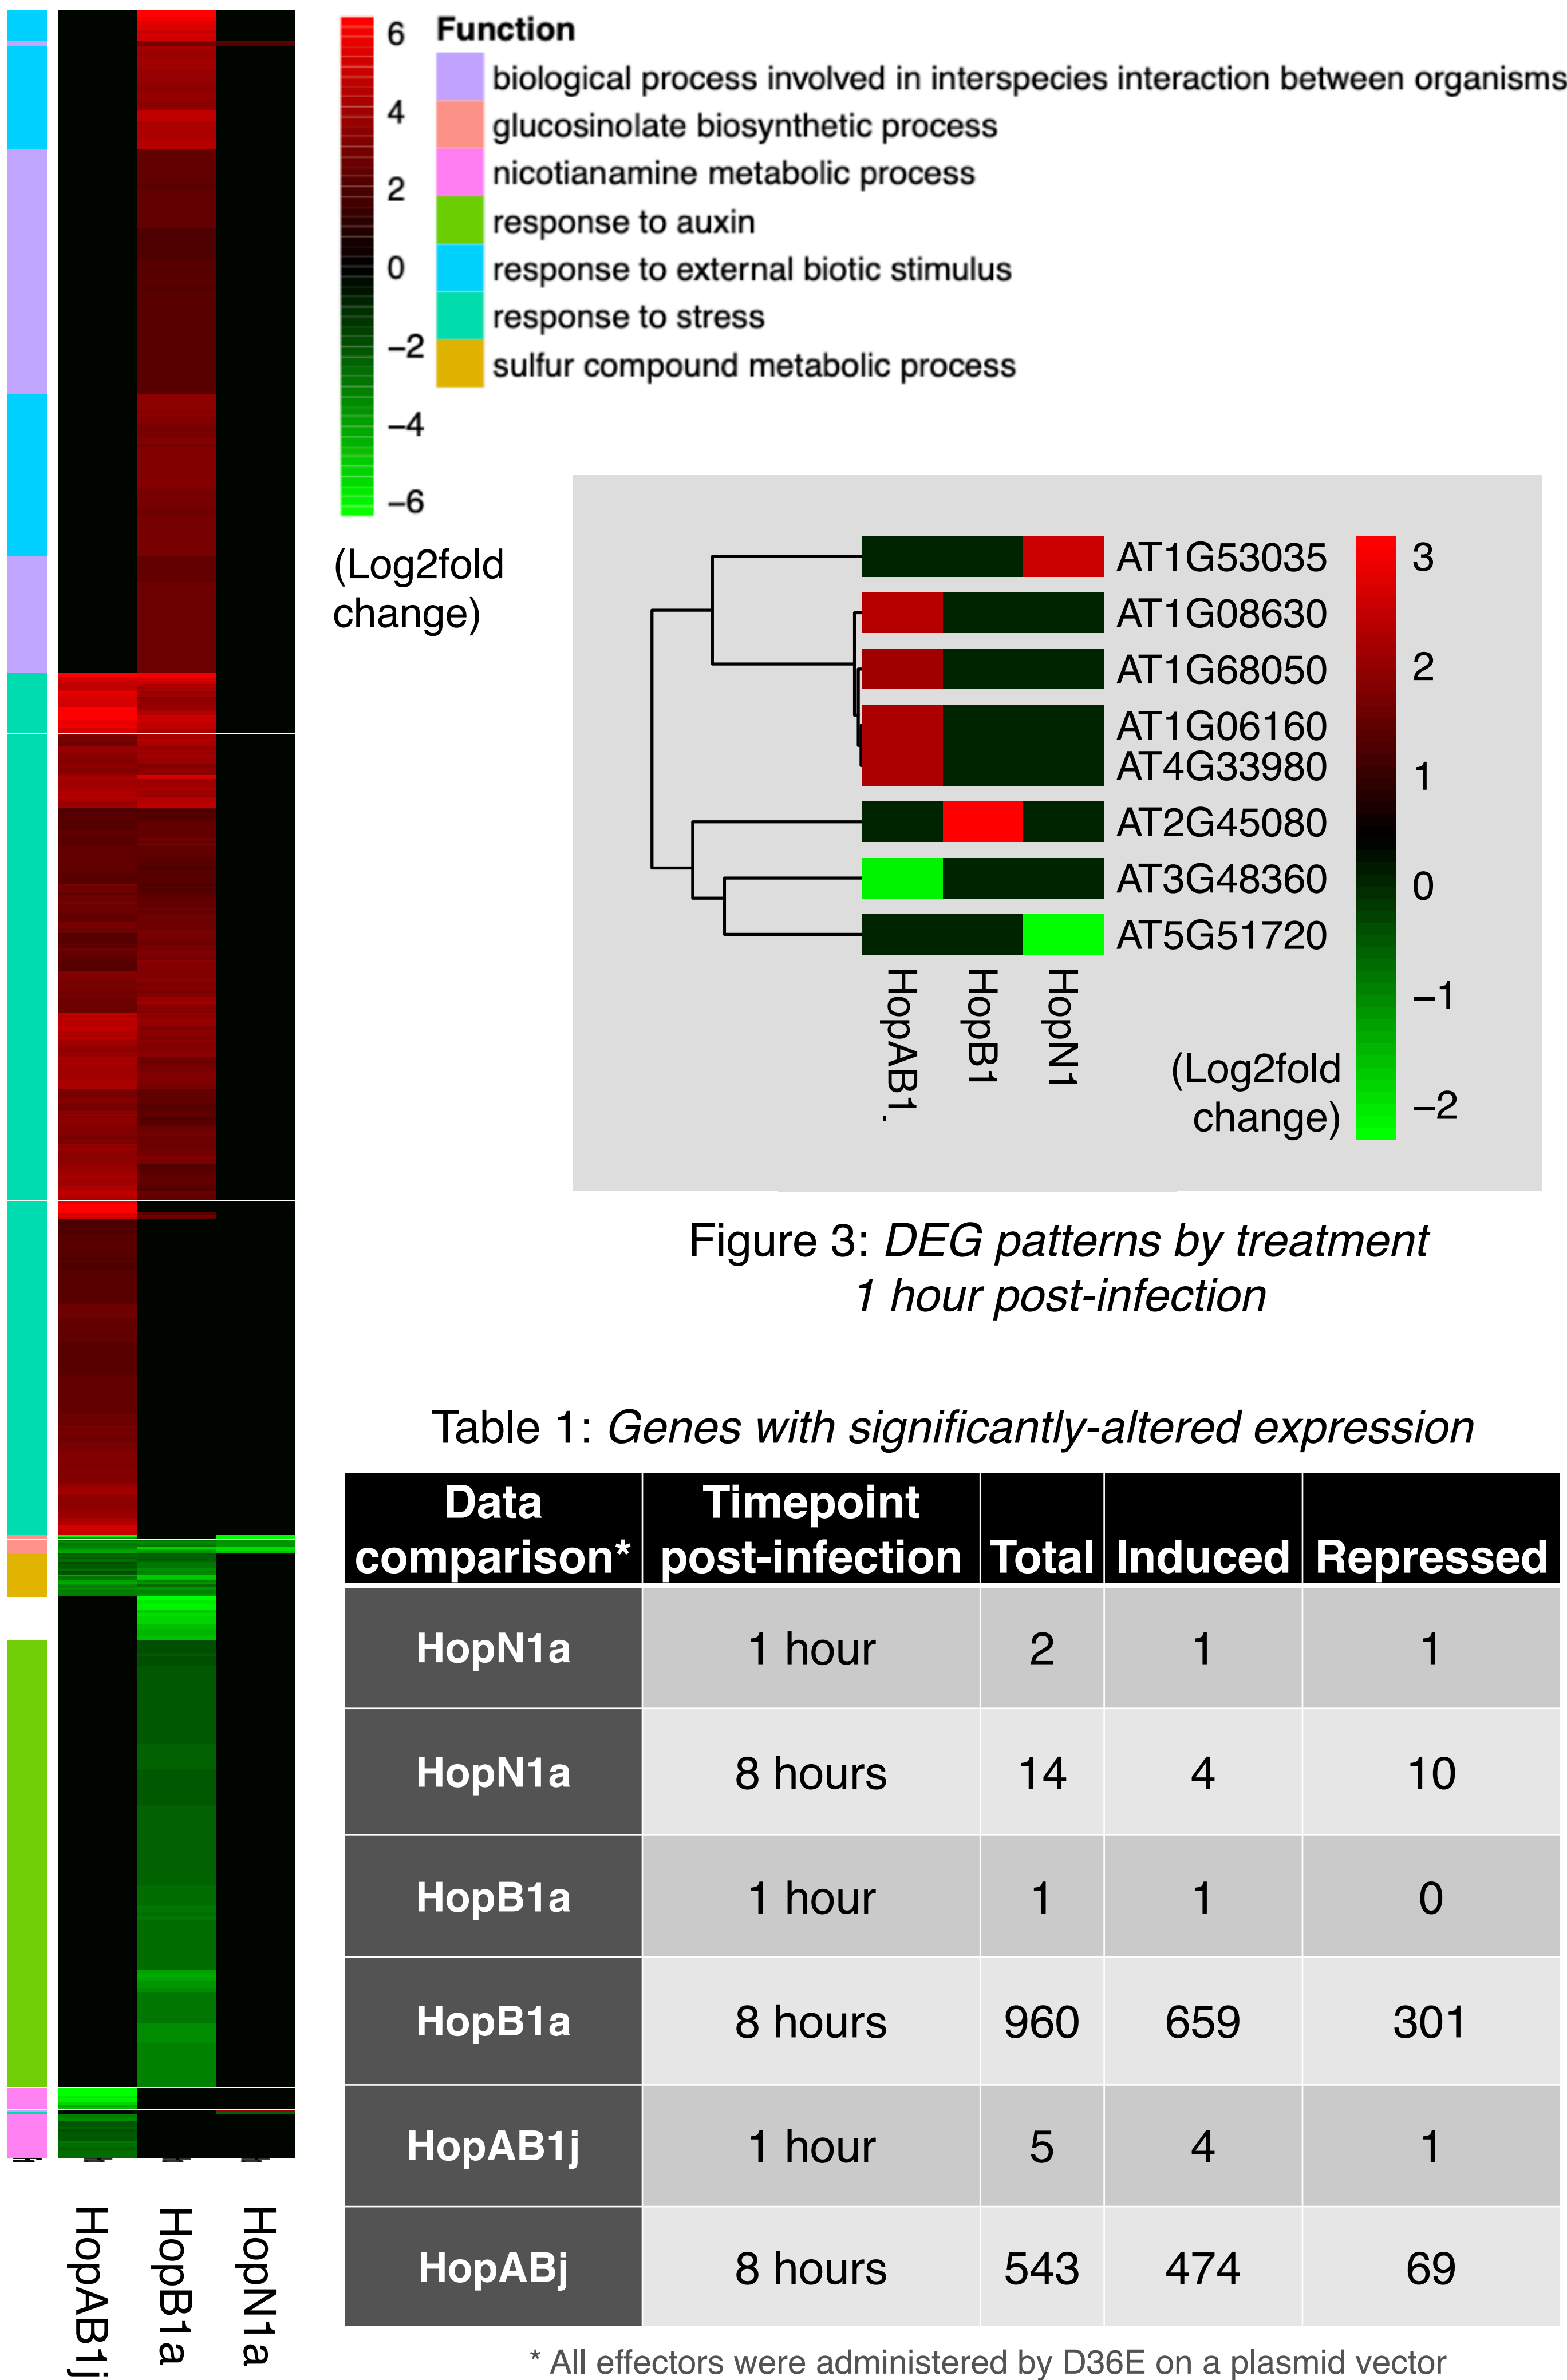 6
4
2
0
−2
−4
−6
(Log2fold
change)
Function
biological process involved in interspecies interaction between organisms
glucosinolate biosynthetic process
nicotianamine metabolic process
response to auxin
response to external biotic stimulus
response to stress
sulfur compound metabolic process
AT1G53035
AT1G08630
AT1G68050
AT1G06160
AT4G33980
AT2G45080
AT3G48360
AT5G51720
HopAB1
HopB1
HopN1
3
2
1
0
−1
−2
(Log2fold
change)
Figure 3: DEG patterns by treatment
1 hour post-infection
Table 1: Genes with significantly-altered expression
Data comparison* Timepoint post-infection Total Induced Repressed
HopN1a 1 hour 2 1 1
HopN1a 8 hours 14 4 10
HopB1a 1 hour 1 1 0
HopB1a 8 hours 960 659 301
HopAB1j 1 hour 5 4 1
HopABj 8 hours 543 474 69
* All effectors were administered by D36E on a plasmid vector
HopAB1j
HopB1a
HopN1a